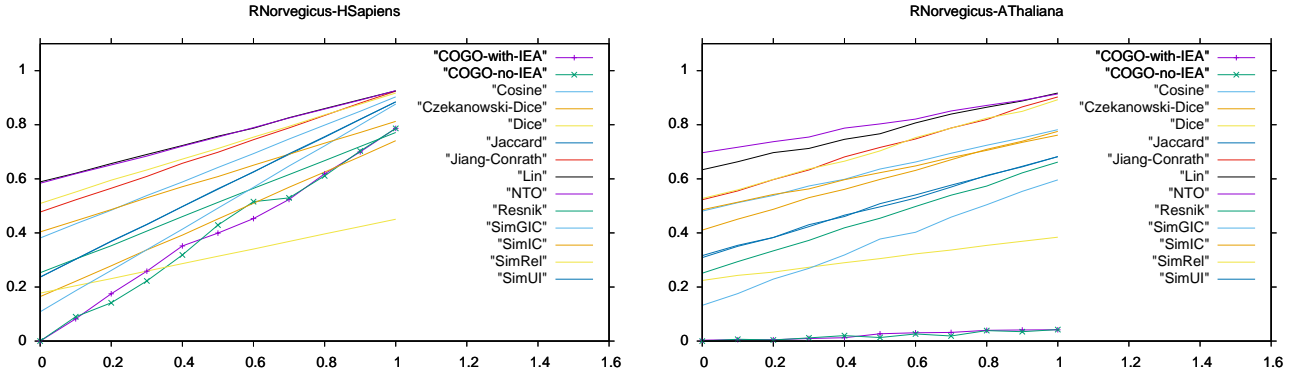 RNorvegicus-HSapiens
1
0.8
0.6
0.4
0.2
0
0
0.2
0.4
0.6
0.8
1
1.2
1.4
1.6
"COGO-with-IEA"
"COGO-no-IEA"
"Cosine"
"Czekanowski-Dice"
"Dice"
"Jaccard"
"Jiang-Conrath"
"Lin"
"NTO"
"Resnik"
"SimGIC"
"SimIC"
"SimRel"
"SimUI"
RNorvegicus-AThaliana
1
0.8
0.6
0.4
0.2
0
0
0.2
0.4
0.6
0.8
1
1.2
1.4
1.6
"COGO-with-IEA"
"COGO-no-IEA"
"Cosine"
"Czekanowski-Dice"
"Dice"
"Jaccard"
"Jiang-Conrath"
"Lin"
"NTO"
"Resnik"
"SimGIC"
"SimIC"
"SimRel"
"SimUI"